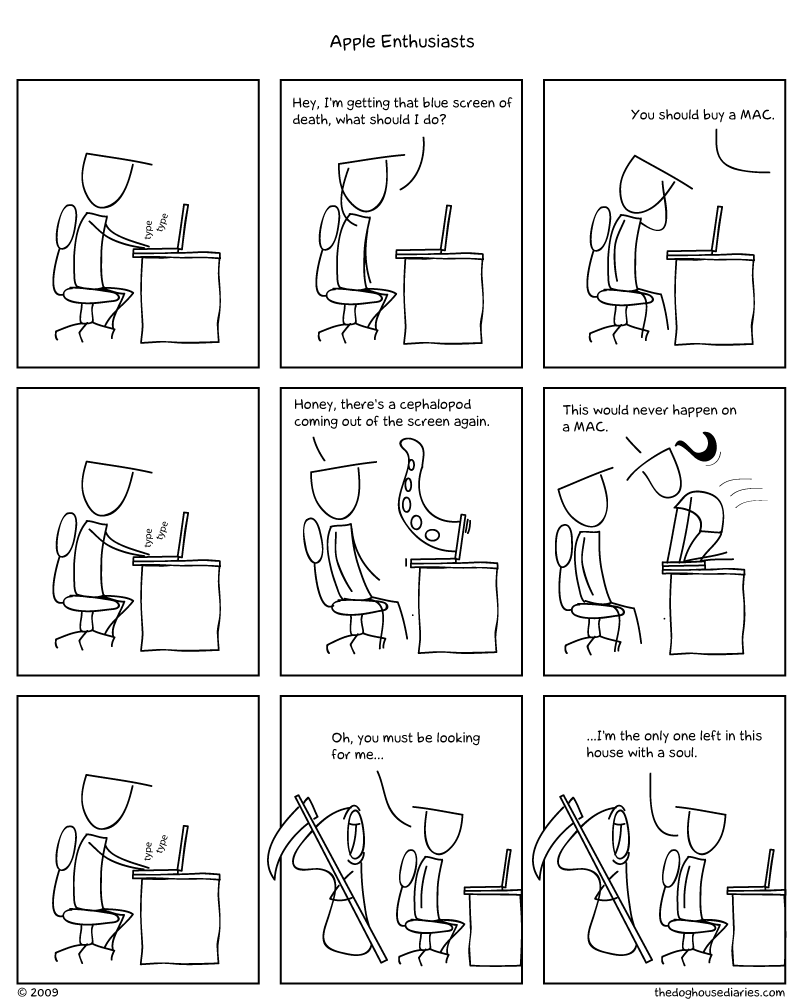 Apple Enthusiasts
type
type
Hey, I'm getting that blue screen of
death, what should I do?
You should buy a MAC.
type
type
Honey, there's a cephalopod
coming out of the screen again.
This would never happen on
a MAC.
type
type
Oh, you must be looking
for me...
...I'm the only one left in this
house with a soul.
© 2009
thedoghousediaries.com